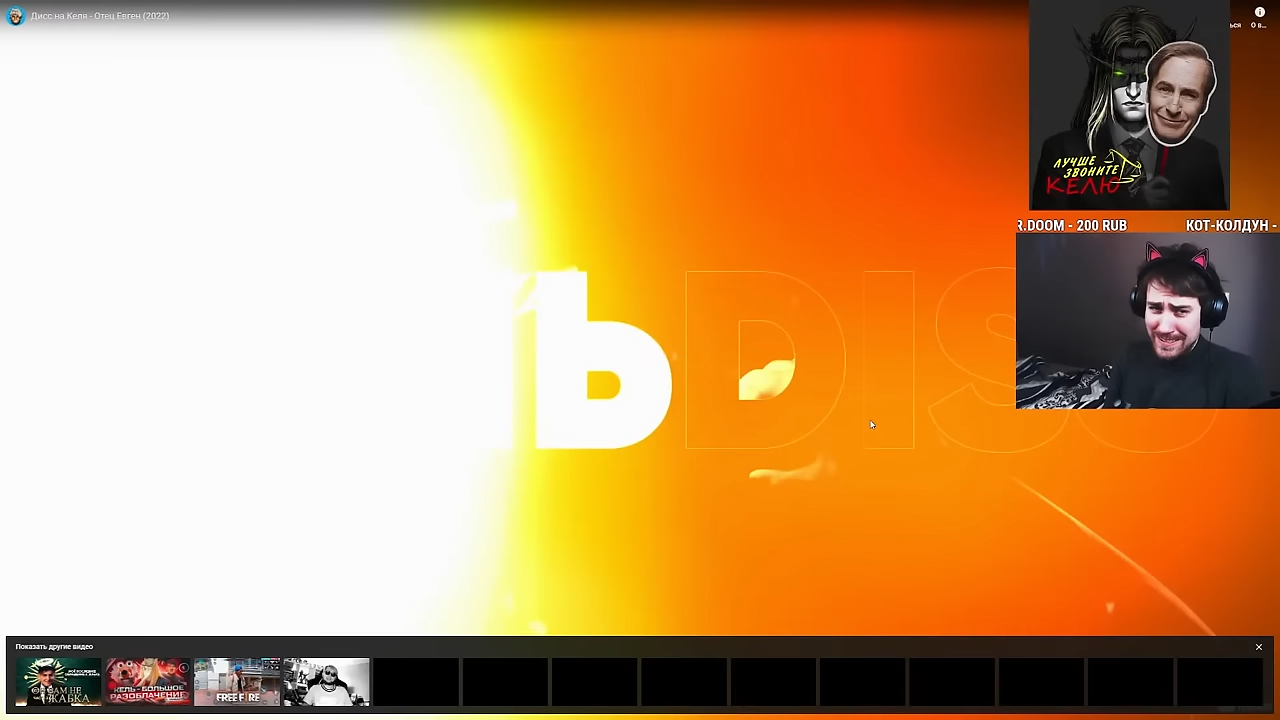 Дисс на Келя - Отец Евген (2022)
О в...
ЛУЧШЕ
ЗВОНИТЕ
КЕЛЮ
R.DOOM - 200 RUB
КОТ-КОЛДУН -
Ь DISS
Показать другие видео
ВАМ НЕ
ЖАБКА
КЕЛЬ - БОЛЬШОЕ
РАЗОБЛАЧЕНИЕ
FREE FIRE